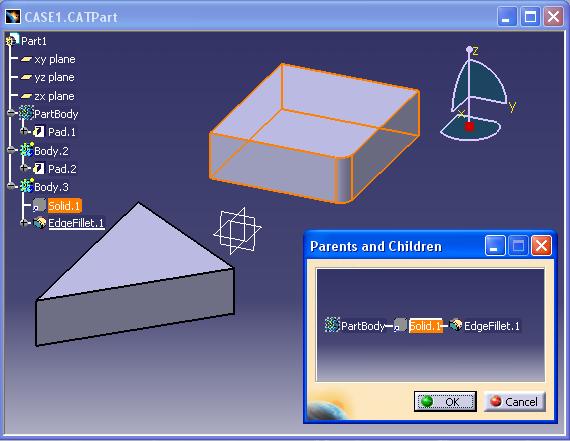 CASE1.CATPart
Part1
xy plane
yz plane
zx plane
PartBody
Pad.1
Body.2
Pad.2
Body.3
Solid.1
EdgeFillet.1
z
y
x
Parents and Children
PartBody Solid.1 EdgeFillet.1
OK Cancel